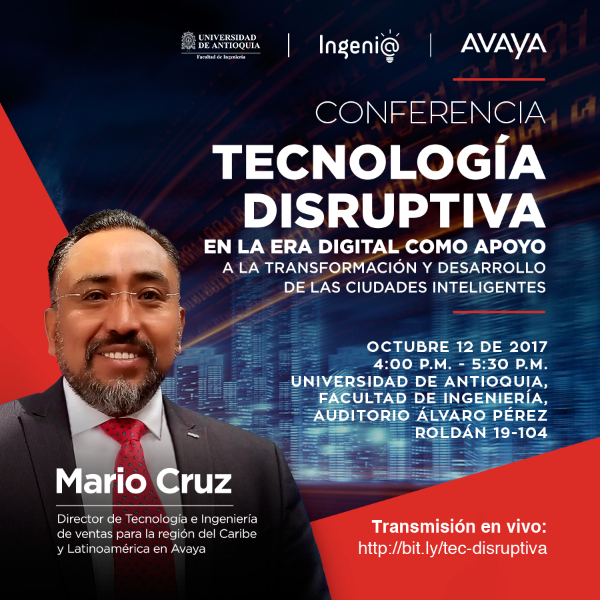 UNIVERSIDAD
DE ANTIOQUIA
Facultad de Ingeniería
Ingeni@
AVAYA
CONFERENCIA
TECNOLOGÍA
DISRUPTIVA
EN LA ERA DIGITAL COMO APOYO
A LA TRANSFORMACIÓN Y DESARROLLO
DE LAS CIUDADES INTELIGENTES
OCTUBRE 12 DE 2017
4:00 P.M. - 5:30 P.M.
UNIVERSIDAD DE ANTIOQUIA,
FACULTAD DE INGENIERÍA,
AUDITORIO ÁLVARO PÉREZ
ROLDÁN 19-104
Mario Cruz
Director de Tecnología e Ingeniería
de ventas para la región del Caribe
y Latinoamérica en Avaya
Transmisión en vivo:
http://bit.ly/tec-disruptiva